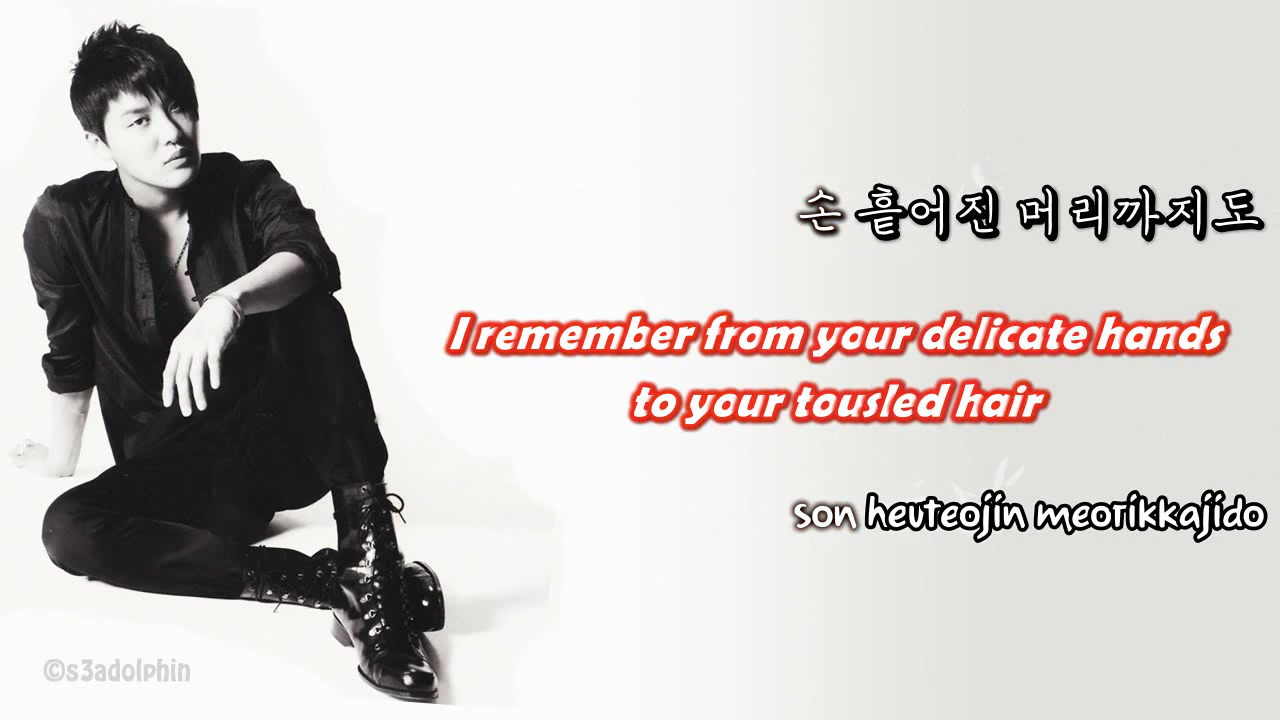 손 흩어진 머리까지도
I remember from your delicate hands
to your tousled hair
son heuteojin meorikkajido
©s3adolphin